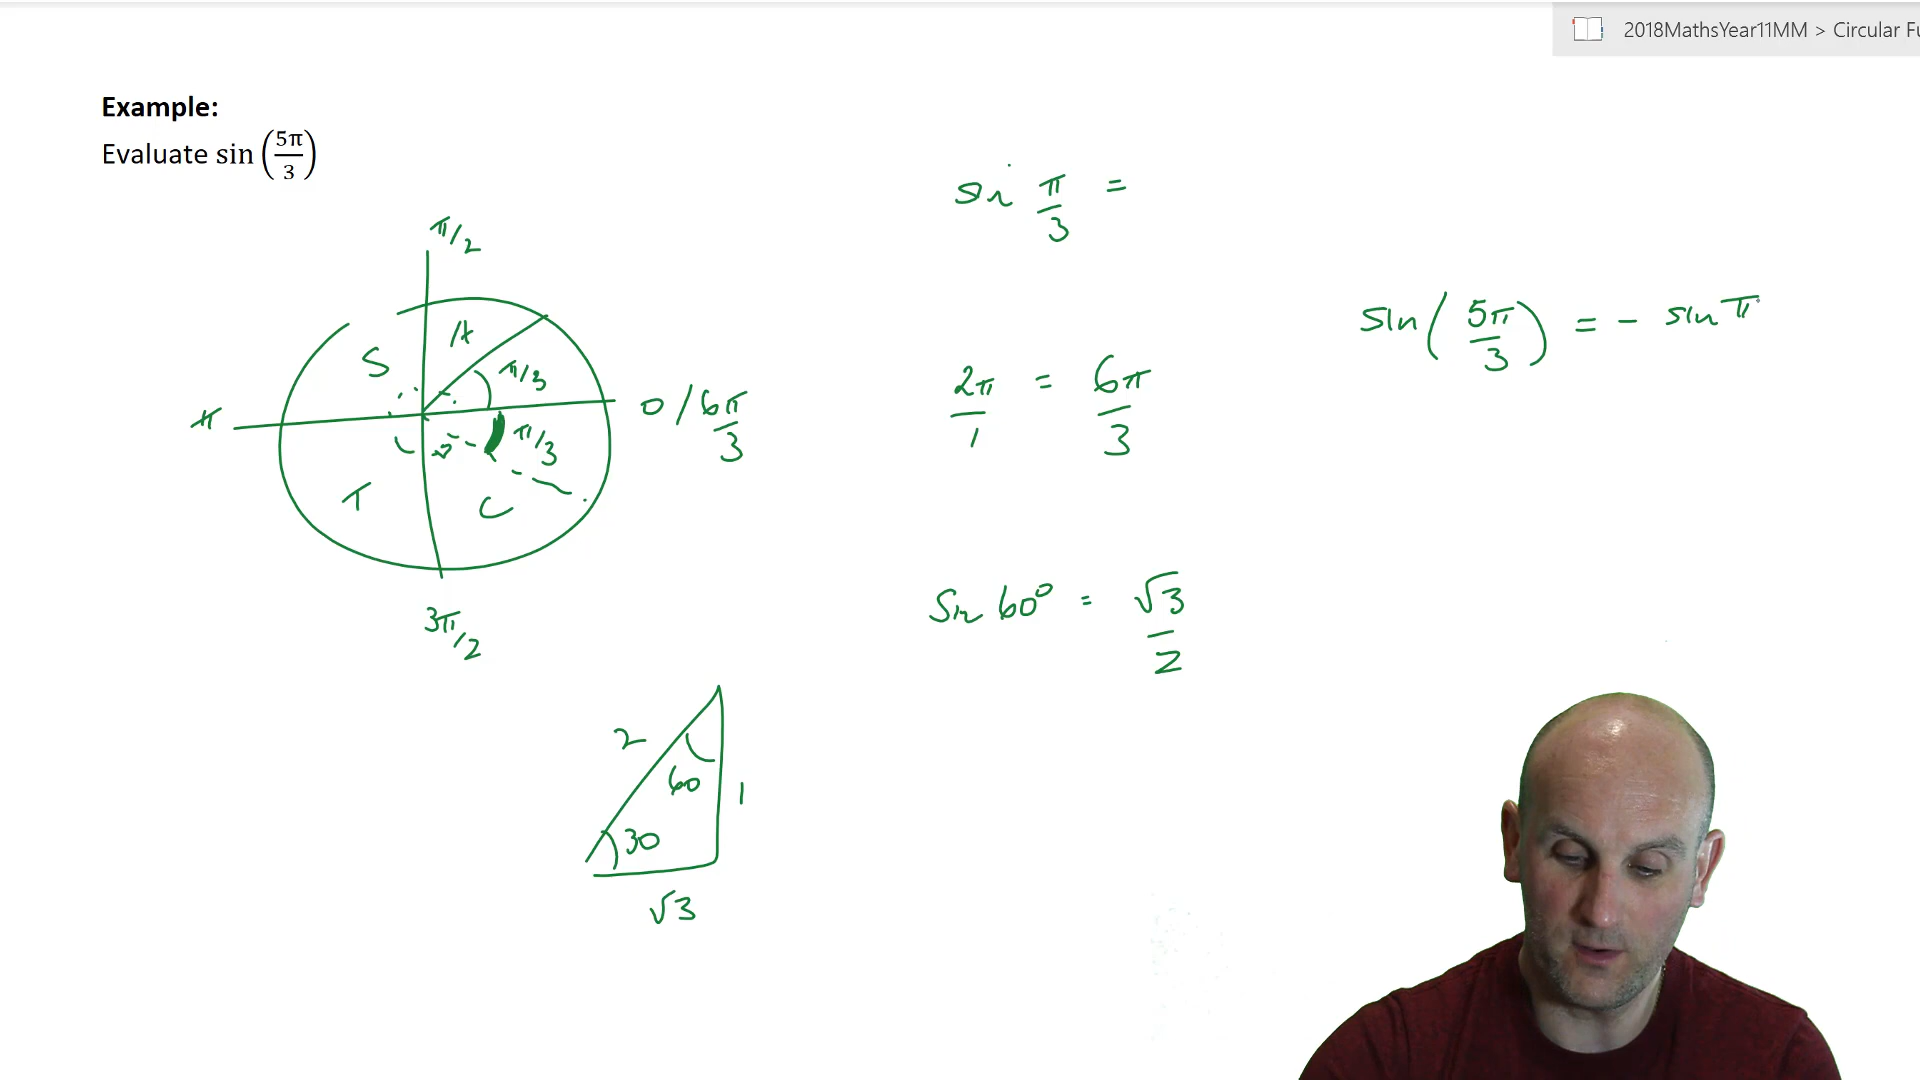 2018MathsYear11MM > Circular Fu
Example:
Evaluate sin (5π/3)
sin π/3 =
π/2
sin(5π/3) = - sin π
S
A
π/3
2π/1 = 6π/3
π
0 / 6π/3
π/3
T
C
sin 60° = √3/2
3π/2
2
60
1
30
√3